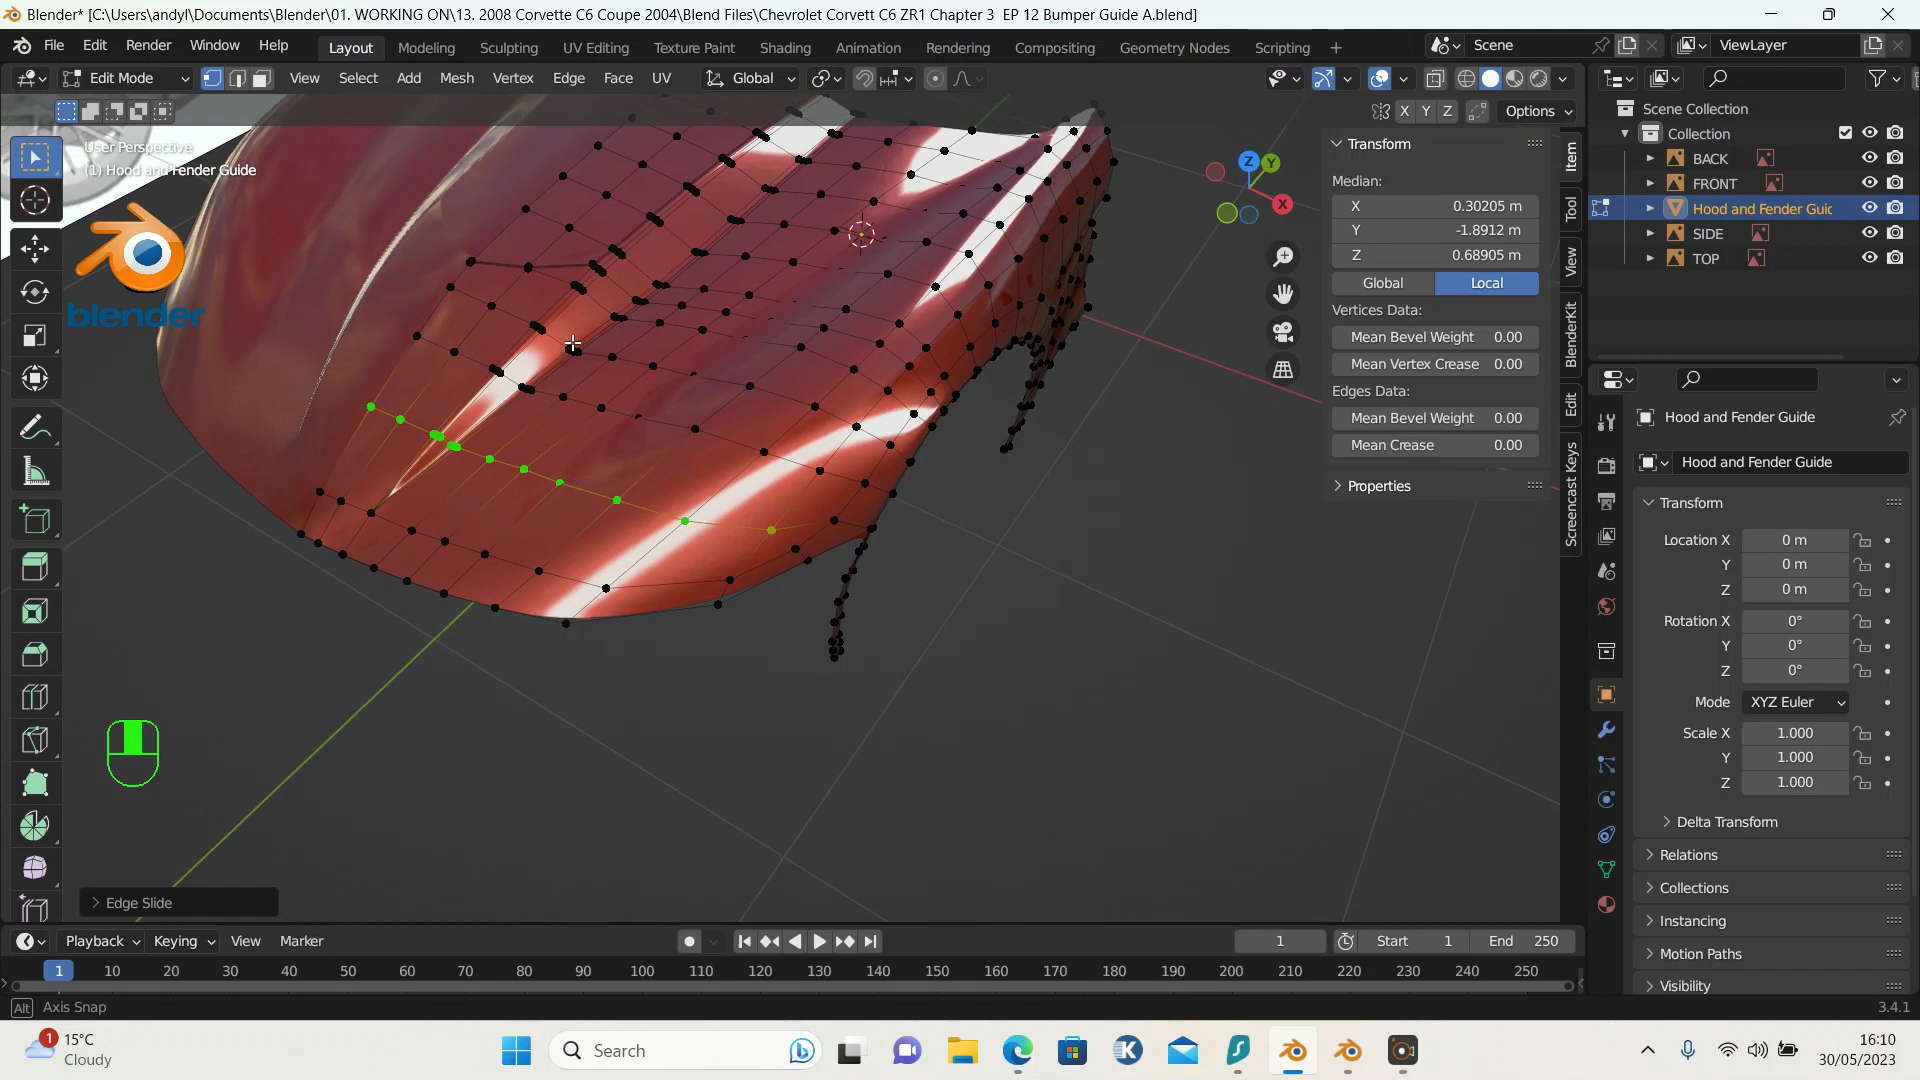 Blender* [C:\Users\andyl\Documents\Blender\01. WORKING ON\13. 2008 Corvette C6 Coupe 2004\Blend Files\Chevrolet Corvett C6 ZR1 Chapter 3 EP 12 Bumper Guide A.blend]
File Edit Render Window Help Layout Modeling Sculpting UV Editing Texture Paint Shading Animation Rendering Compositing Geometry Nodes Scripting + Scene ViewLayer
Edit Mode View Select Add Mesh Vertex Edge Face UV Global
X Y Z Options
User Perspective
(1) Hood and Fender Guide
blender
Z Y X
Transform
Median:
X 0.30205 m
Y -1.8912 m
Z 0.68905 m
Global Local
Vertices Data:
Mean Bevel Weight 0.00
Mean Vertex Crease 0.00
Edges Data:
Mean Bevel Weight 0.00
Mean Crease 0.00
Properties
Item
Tool
View
BlenderKit
Edit
Screencast Keys
Scene Collection
Collection
BACK
FRONT
Hood and Fender Guic
SIDE
TOP
Hood and Fender Guide
Hood and Fender Guide
Transform
Location X 0 m
Y 0 m
Z 0 m
Rotation X 0°
Y 0°
Z 0°
Mode XYZ Euler
Scale X 1.000
Y 1.000
Z 1.000
Delta Transform
Relations
Collections
Instancing
Motion Paths
Visibility
Edge Slide
Playback Keying View Marker 1 Start 1 End 250
1 10 20 30 40 50 60 70 80 90 100 110 120 130 140 150 160 170 180 190 200 210 220 230 240 250
Alt Axis Snap 3.4.1
1 15°C
Cloudy
Search
16:10
30/05/2023